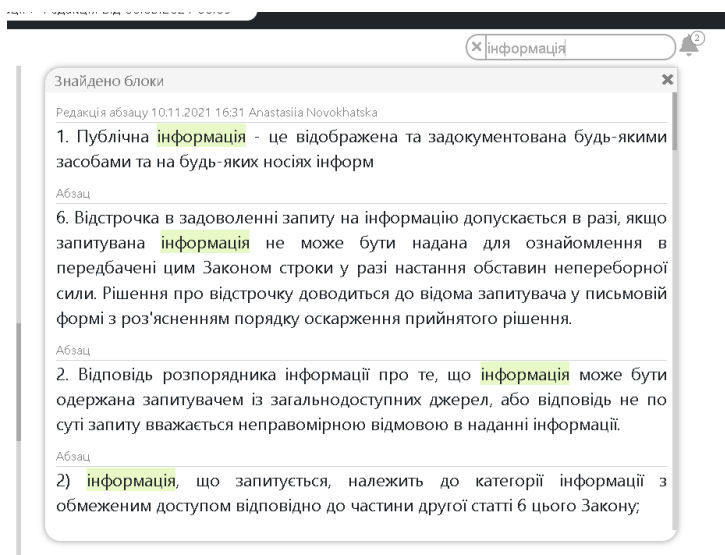 2
інформація
Знайдено блоки
Редакція абзацу 10.11.2021 16:31 Anastasiia Novokhatska
1. Публічна інформація - це відображена та задокументована будь-якими
засобами та на будь-яких носіях інформ
Абзац
6. Відстрочка в задоволенні запиту на інформацію допускається в разі, якщо
запитувана інформація не може бути надана для ознайомлення в
передбачені цим Законом строки у разі настання обставин непереборної
сили. Рішення про відстрочку доводиться до відома запитувача у письмовій
формі з роз'ясненням порядку оскарження прийнятого рішення.
Абзац
2. Відповідь розпорядника інформації про те, що інформація може бути
одержана запитувачем із загальнодоступних джерел, або відповідь не по
суті запиту вважається неправомірною відмовою в наданні інформації.
Абзац
2) інформація, що запитується, належить до категорії інформації з
обмеженим доступом відповідно до частини другої статті 6 цього Закону;